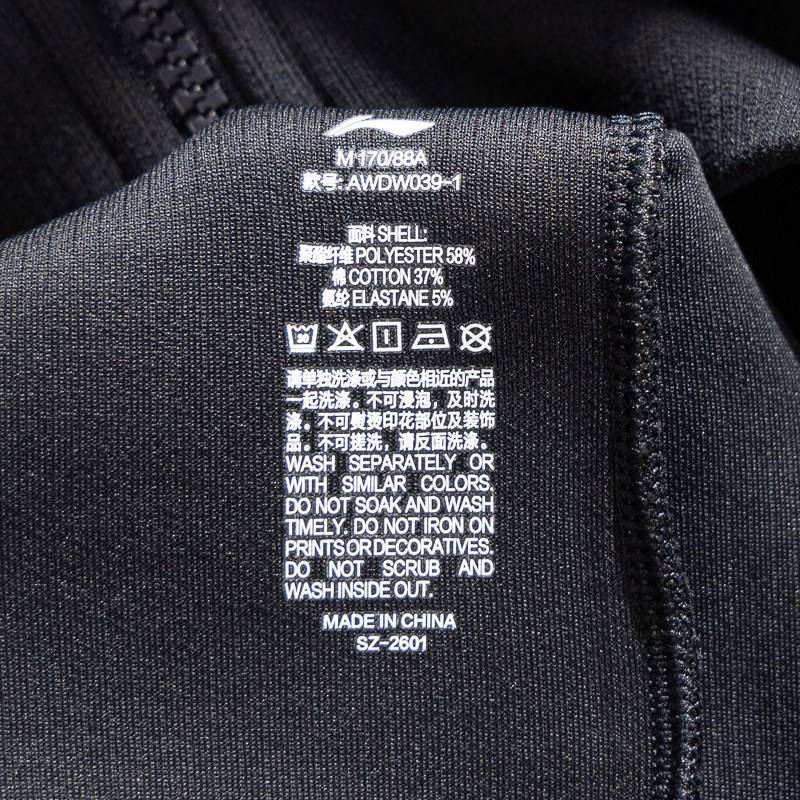 M 170/88A
款号: AWDW039-1
面料 SHELL:
聚酯纤维 POLYESTER 58%
棉 COTTON 37%
氨纶 ELASTANE 5%
30
请单独洗涤或与颜色相近的产品
一起洗涤。不可浸泡，及时洗
涤。不可熨烫印花部位及装饰
品。不可搓洗，请反面洗涤。
WASH SEPARATELY OR
WITH SIMILAR COLORS.
DO NOT SOAK AND WASH
TIMELY. DO NOT IRON ON
PRINTS OR DECORATIVES.
DO NOT SCRUB AND
WASH INSIDE OUT.
MADE IN CHINA
SZ-2601